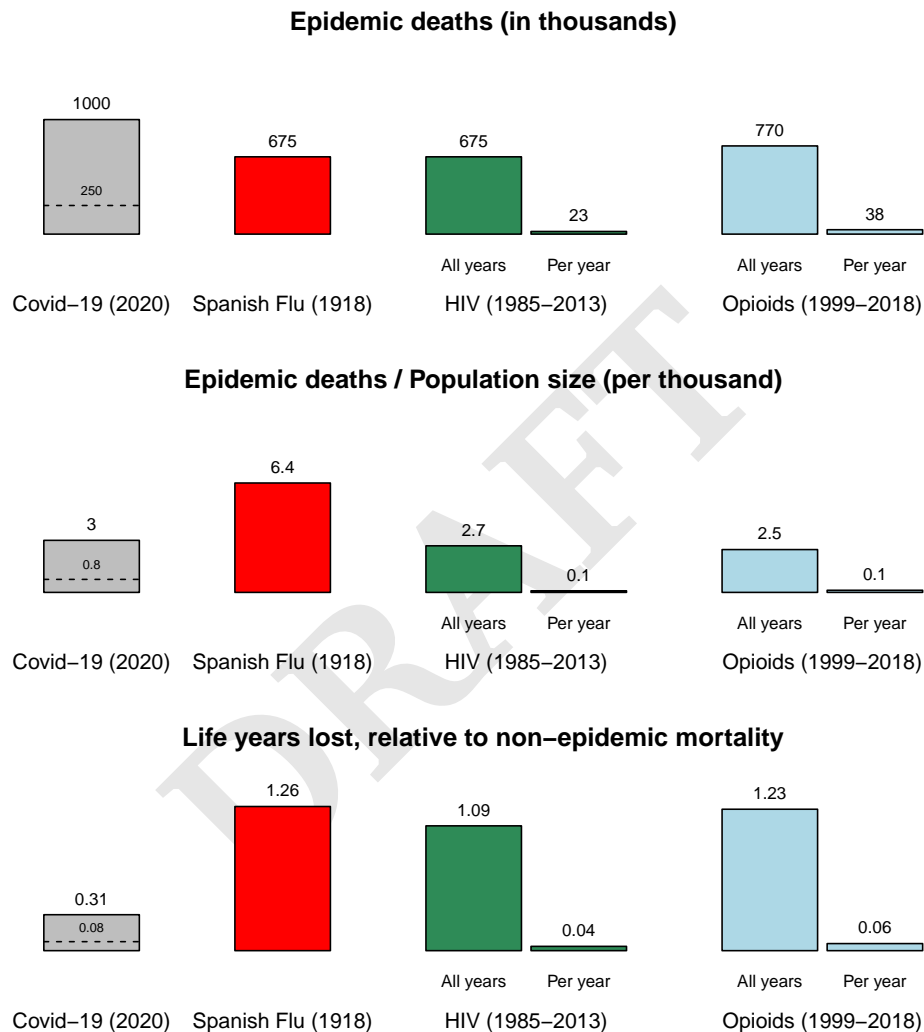 Epidemic deaths (in thousands)
1000
250
675
675
23
770
38
All years Per year All years Per year
Covid−19 (2020) Spanish Flu (1918) HIV (1985−2013) Opioids (1999−2018)
Epidemic deaths / Population size (per thousand)
3
0.8
6.4
2.7
0.1
2.5
0.1
All years Per year All years Per year
Covid−19 (2020) Spanish Flu (1918) HIV (1985−2013) Opioids (1999−2018)
Life years lost, relative to non−epidemic mortality
0.31
0.08
1.26
1.09
0.04
1.23
0.06
All years Per year All years Per year
Covid−19 (2020) Spanish Flu (1918) HIV (1985−2013) Opioids (1999−2018)
DRAFT